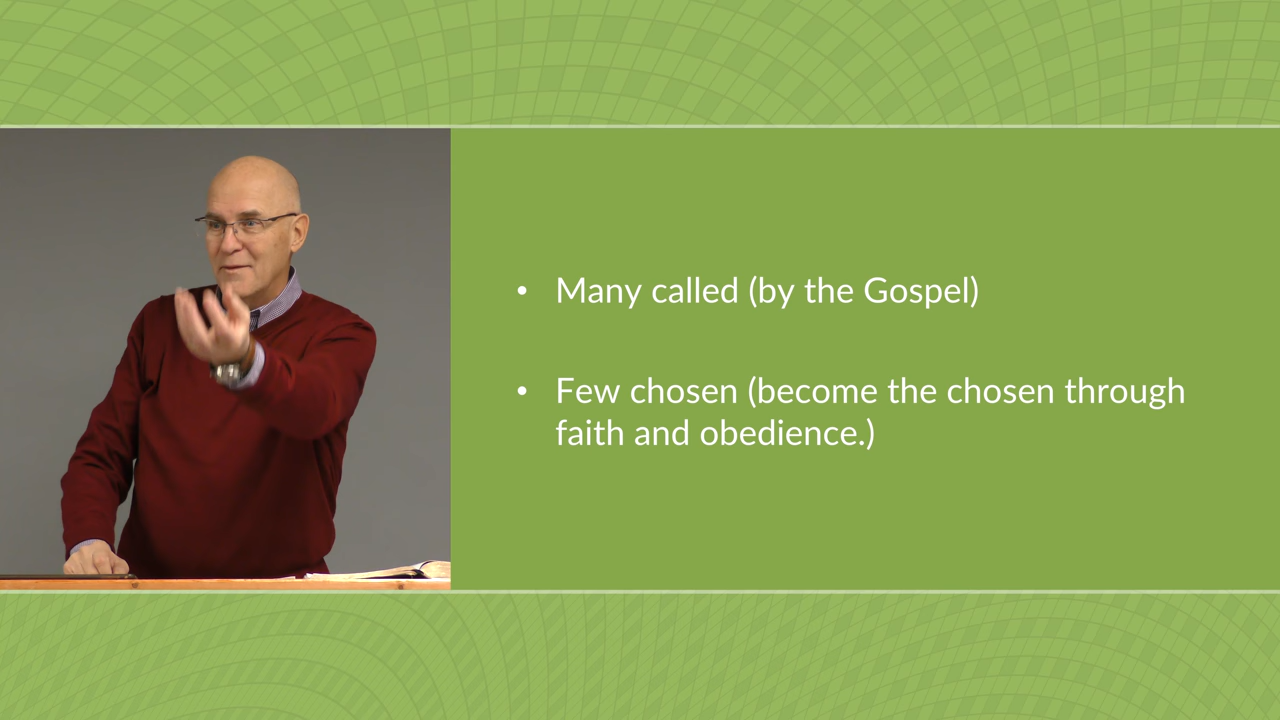 • Many called (by the Gospel)
• Few chosen (become the chosen through
faith and obedience.)